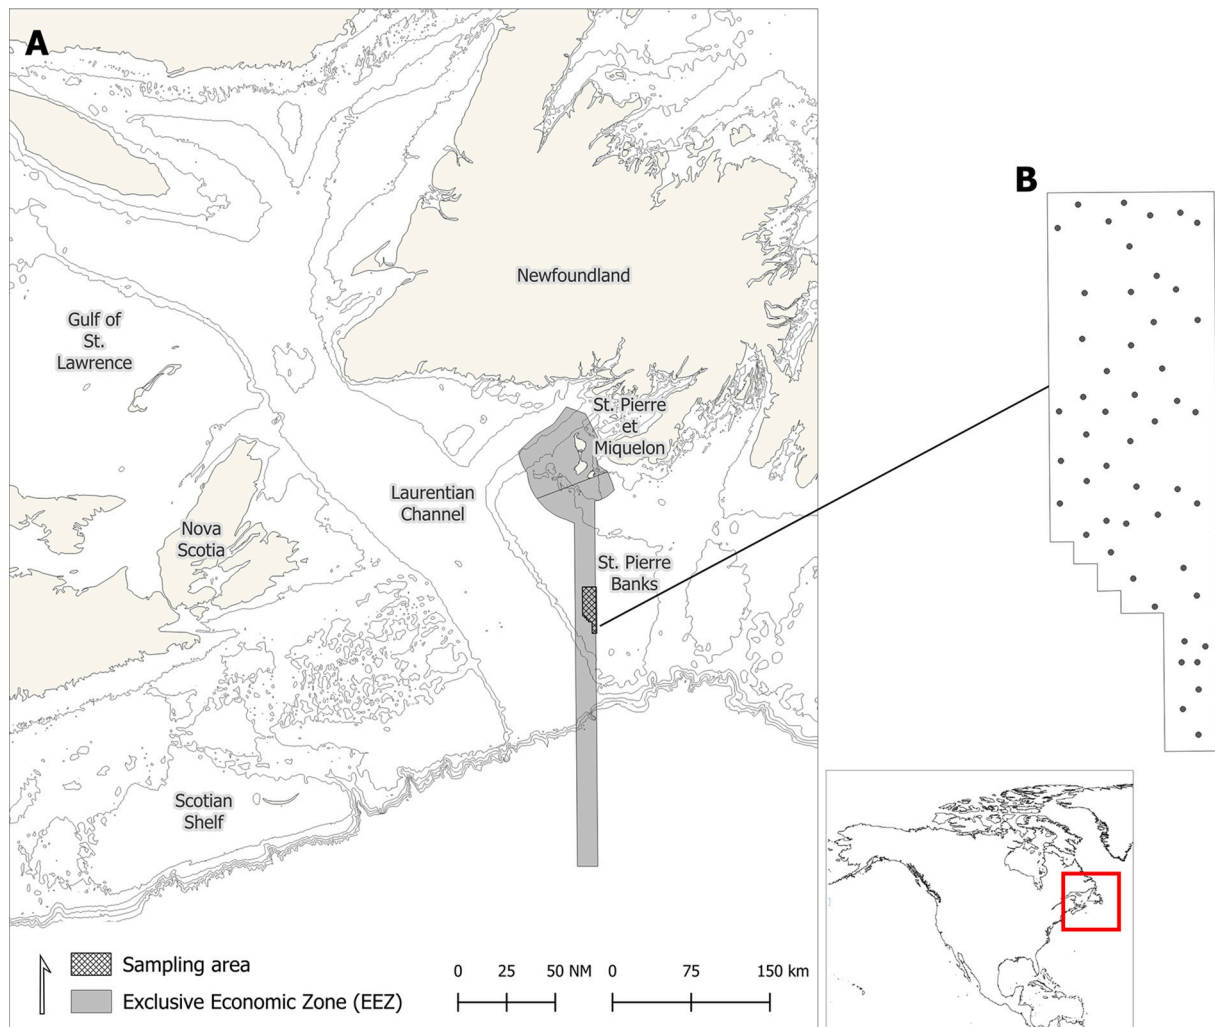 A
B
Newfoundland
Gulf of
St.
Lawrence
St. Pierre
et
Miquelon
Laurentian
Channel
Nova
Scotia
St. Pierre
Banks
Scotian
Shelf
Sampling area
Exclusive Economic Zone (EEZ)
0 25 50 NM
0 75 150 km